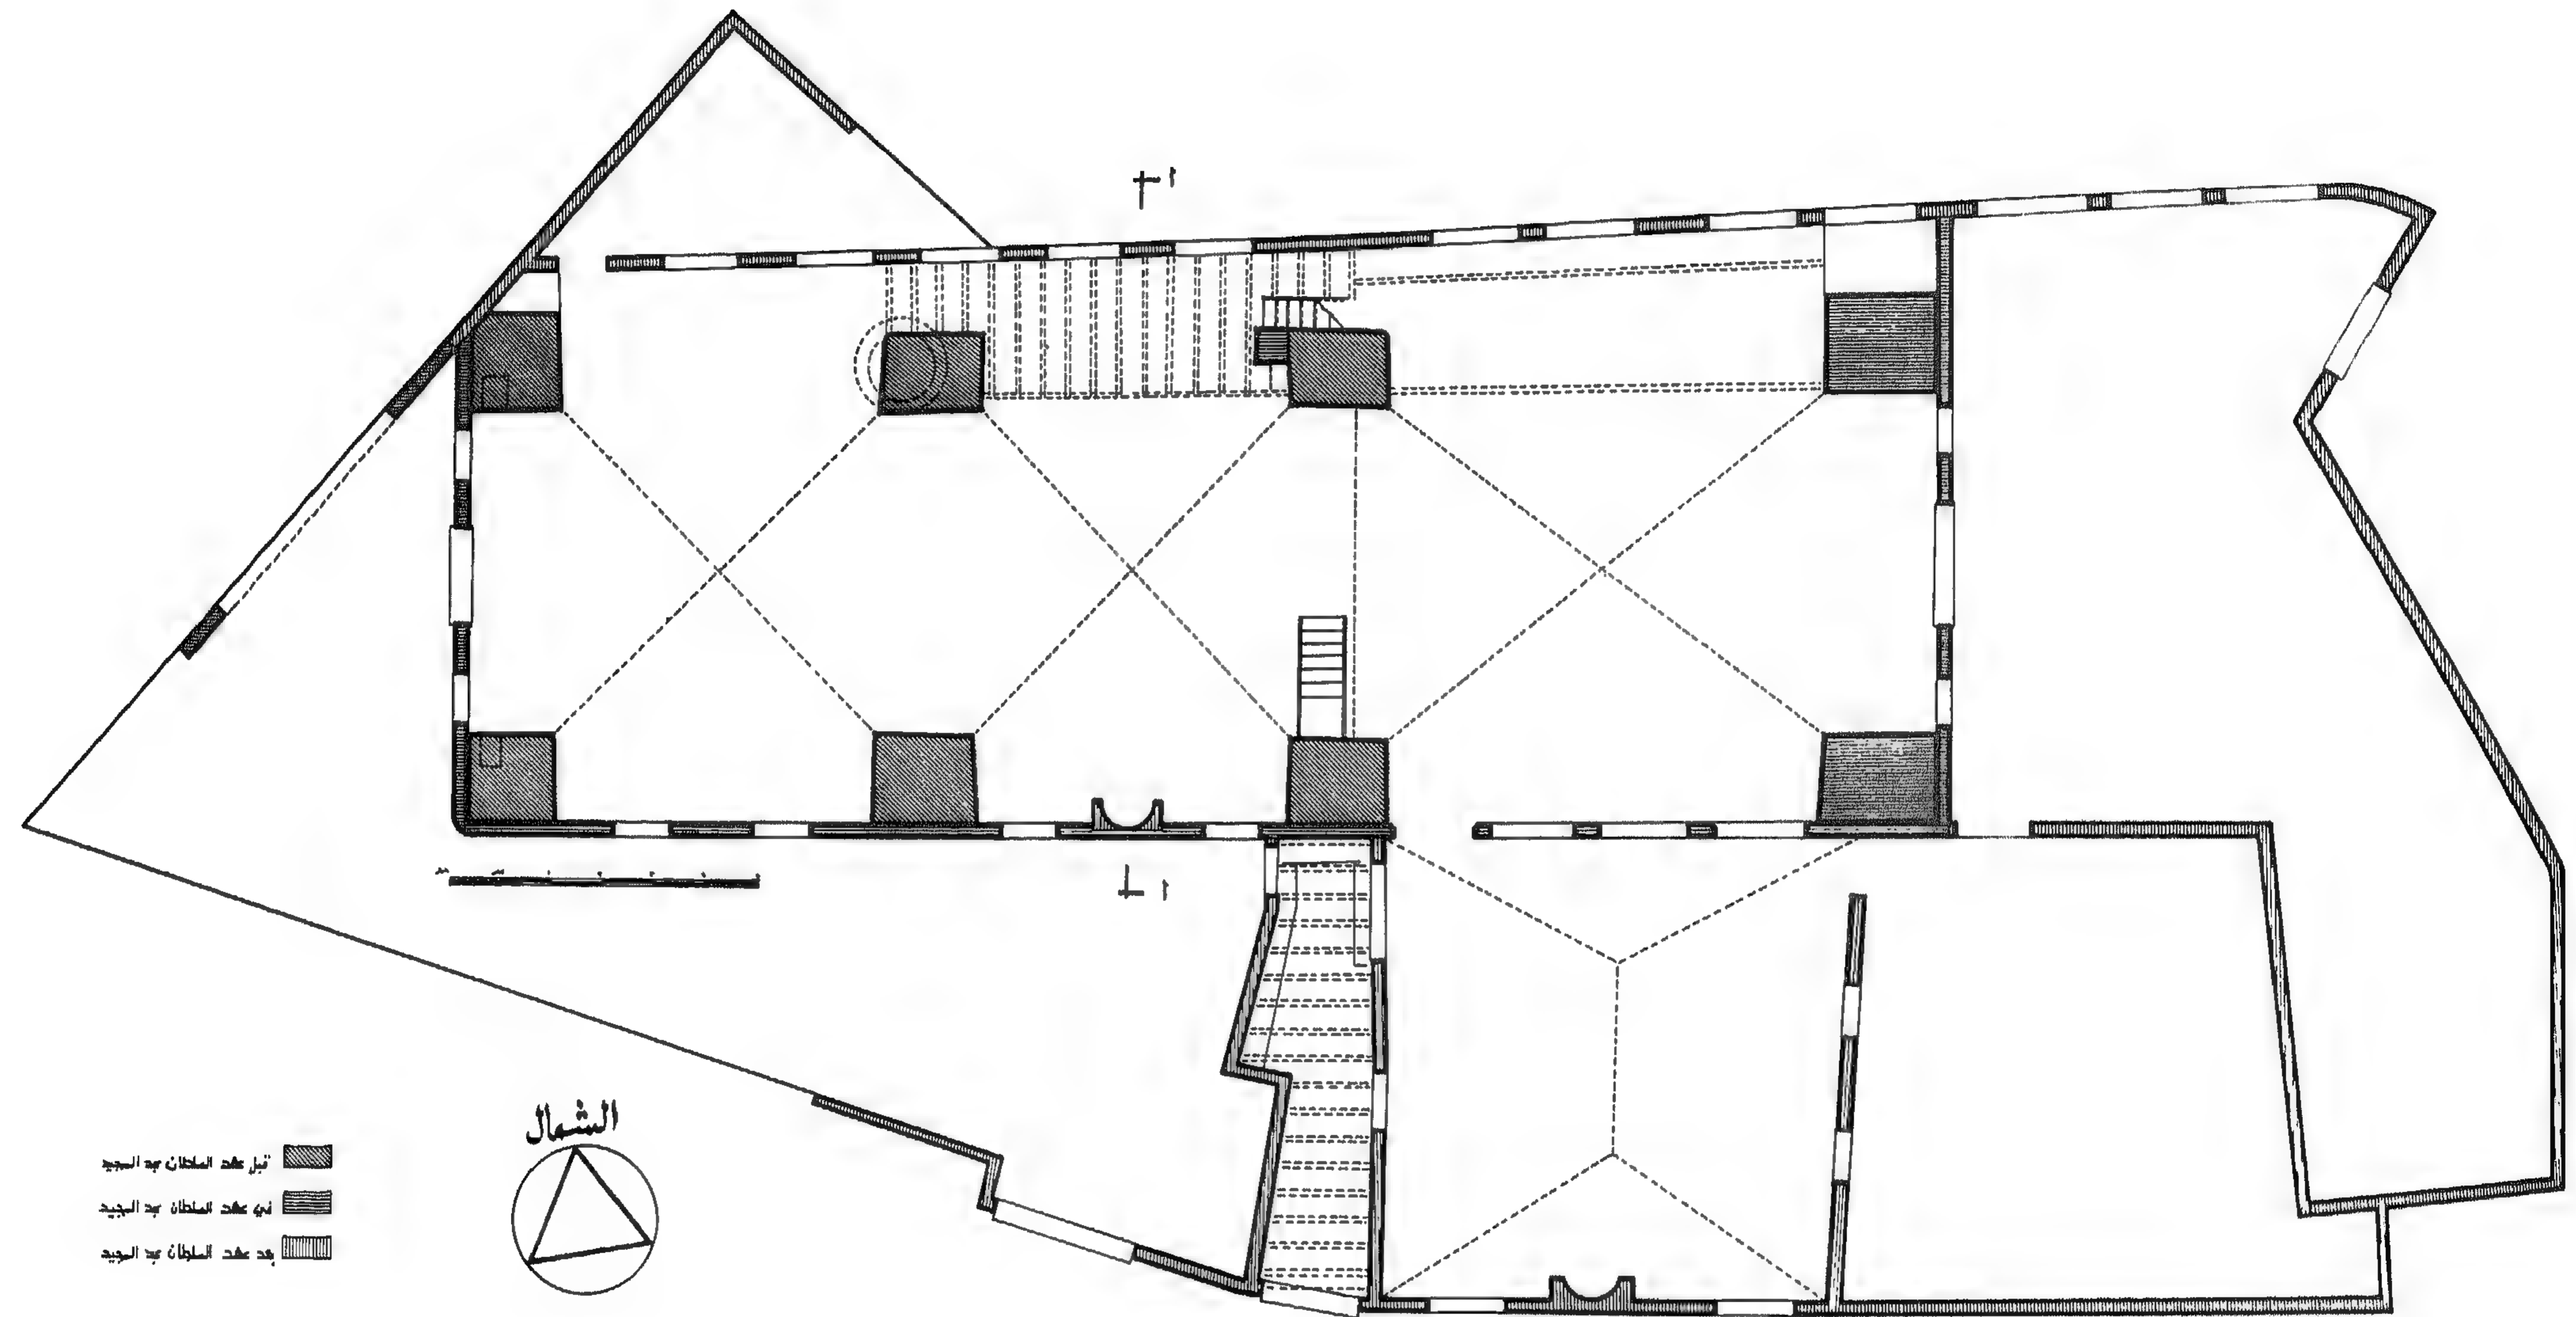 أ
أ
الشمال
قبل عهد السلطان عبد المجيد
في عهد السلطان عبد المجيد
بعد عهد السلطان عبد المجيد